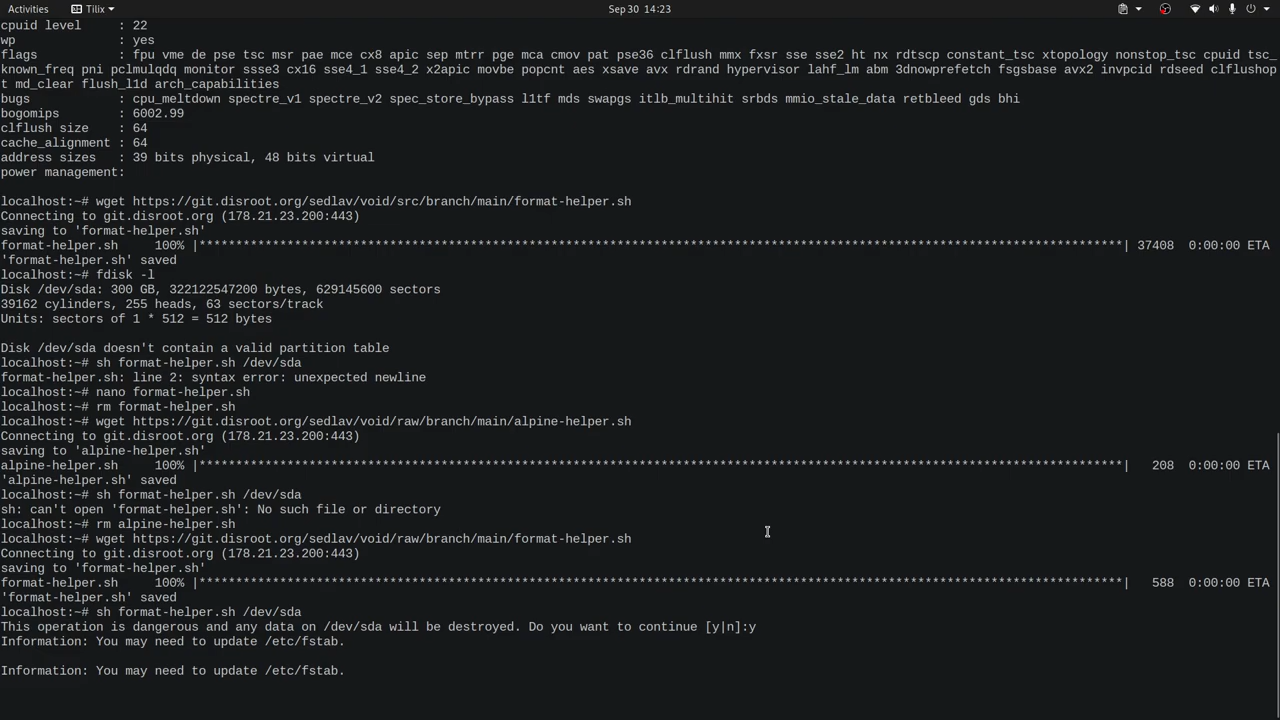 Activities Tilix Sep 30 14:23
cpuid level : 22
wp : yes
flags : fpu vme de pse tsc msr pae mce cx8 apic sep mtrr pge mca cmov pat pse36 clflush mmx fxsr sse sse2 ht nx rdtscp constant_tsc xtopology nonstop_tsc cpuid tsc_
known_freq pni pclmulqdq monitor ssse3 cx16 sse4_1 sse4_2 x2apic movbe popcnt aes xsave avx rdrand hypervisor lahf_lm abm 3dnowprefetch fsgsbase avx2 invpcid rdseed clflushop
t md_clear flush_l1d arch_capabilities
bugs : cpu_meltdown spectre_v1 spectre_v2 spec_store_bypass l1tf mds swapgs itlb_multihit srbds mmio_stale_data retbleed gds bhi
bogomips : 6002.99
clflush size : 64
cache_alignment : 64
address sizes : 39 bits physical, 48 bits virtual
power management:
localhost:~# wget https://git.disroot.org/sedlav/void/src/branch/main/format-helper.sh
Connecting to git.disroot.org (178.21.23.200:443)
saving to 'format-helper.sh'
format-helper.sh 100% |******************************************************************************************************************************| 37408 0:00:00 ETA
'format-helper.sh' saved
localhost:~# fdisk -l
Disk /dev/sda: 300 GB, 322122547200 bytes, 629145600 sectors
39162 cylinders, 255 heads, 63 sectors/track
Units: sectors of 1 * 512 = 512 bytes
Disk /dev/sda doesn't contain a valid partition table
localhost:~# sh format-helper.sh /dev/sda
format-helper.sh: line 2: syntax error: unexpected newline
localhost:~# nano format-helper.sh
localhost:~# rm format-helper.sh
localhost:~# wget https://git.disroot.org/sedlav/void/raw/branch/main/alpine-helper.sh
Connecting to git.disroot.org (178.21.23.200:443)
saving to 'alpine-helper.sh'
alpine-helper.sh 100% |******************************************************************************************************************************| 208 0:00:00 ETA
'alpine-helper.sh' saved
localhost:~# sh format-helper.sh /dev/sda
sh: can't open 'format-helper.sh': No such file or directory
localhost:~# rm alpine-helper.sh
localhost:~# wget https://git.disroot.org/sedlav/void/raw/branch/main/format-helper.sh
Connecting to git.disroot.org (178.21.23.200:443)
saving to 'format-helper.sh'
format-helper.sh 100% |******************************************************************************************************************************| 588 0:00:00 ETA
'format-helper.sh' saved
localhost:~# sh format-helper.sh /dev/sda
This operation is dangerous and any data on /dev/sda will be destroyed. Do you want to continue [y|n]:y
Information: You may need to update /etc/fstab.
Information: You may need to update /etc/fstab.